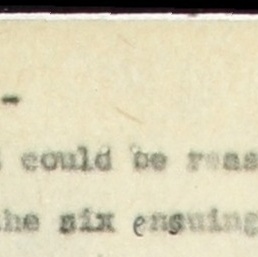 -
could be reas
he six ensuing